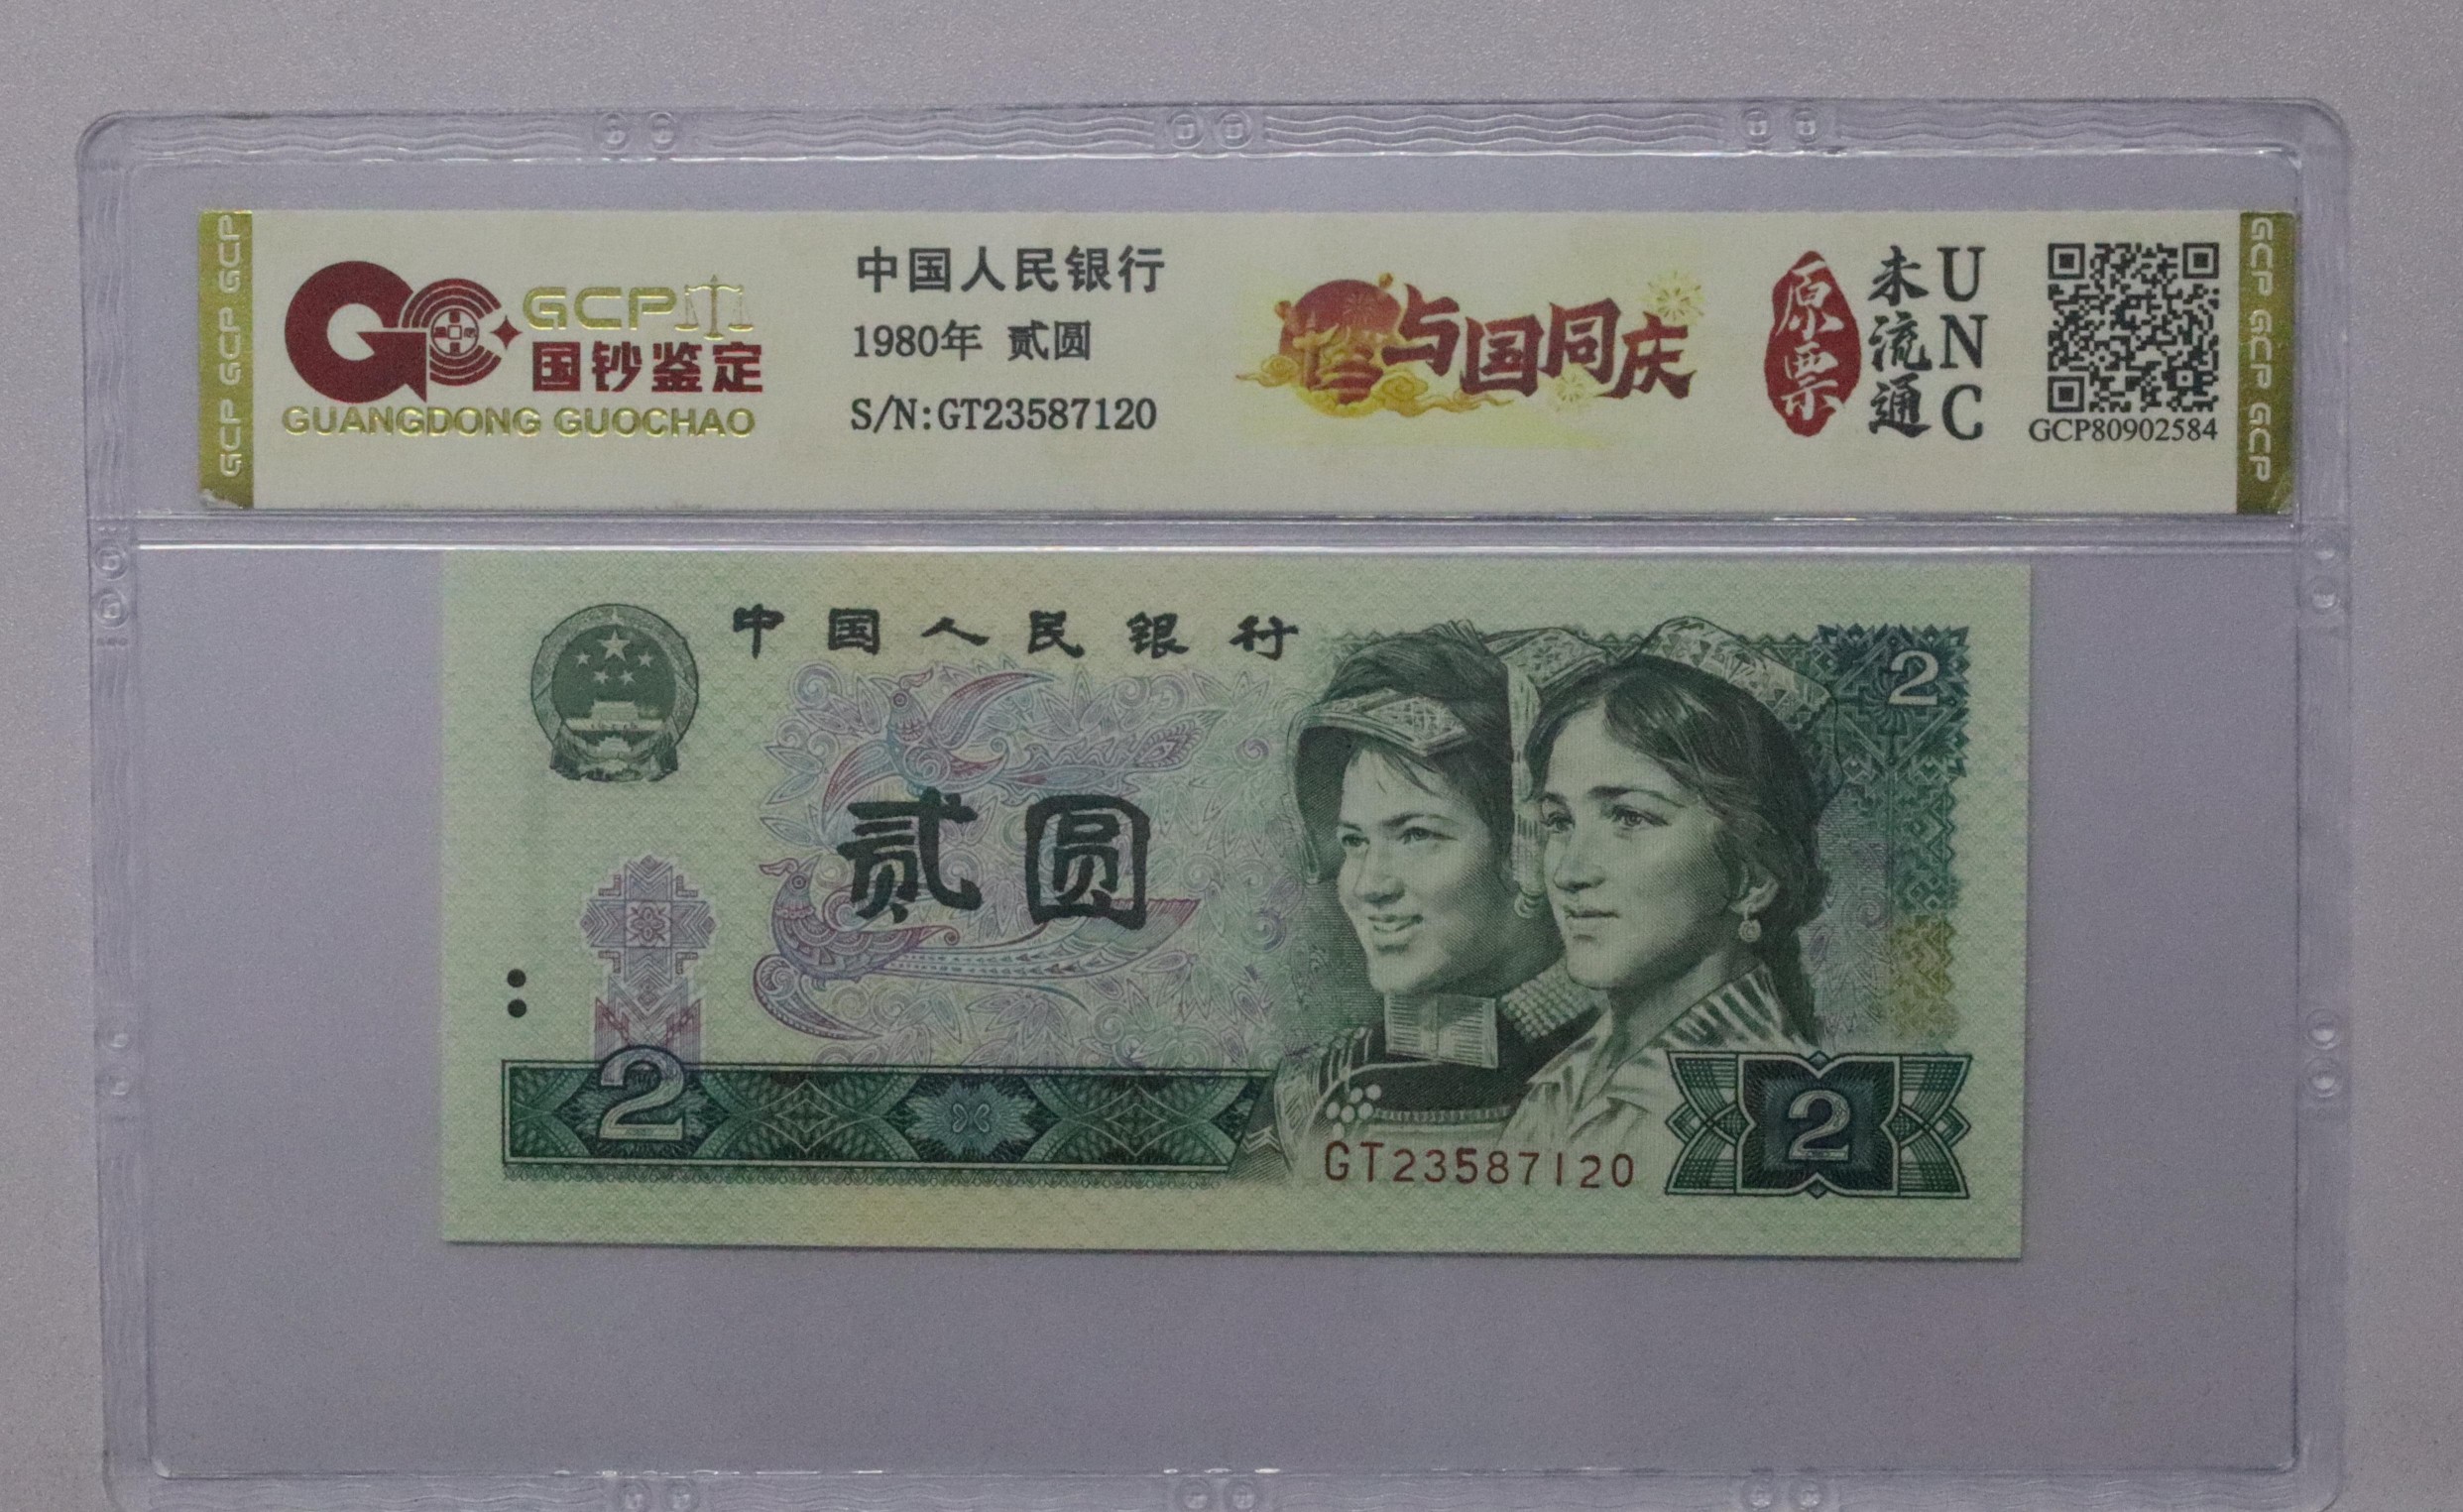 GCP GCP GCP
GCP
国钞鉴定
GUANGDONG GUOCHAO
中国人民银行
1980年 贰圆
S/N:GT23587120
与国同庆
原票
未流通
UNC
GCP80902584
GCP GCP GCP
中国人民银行
2
贰圆
2
GT23587120
2